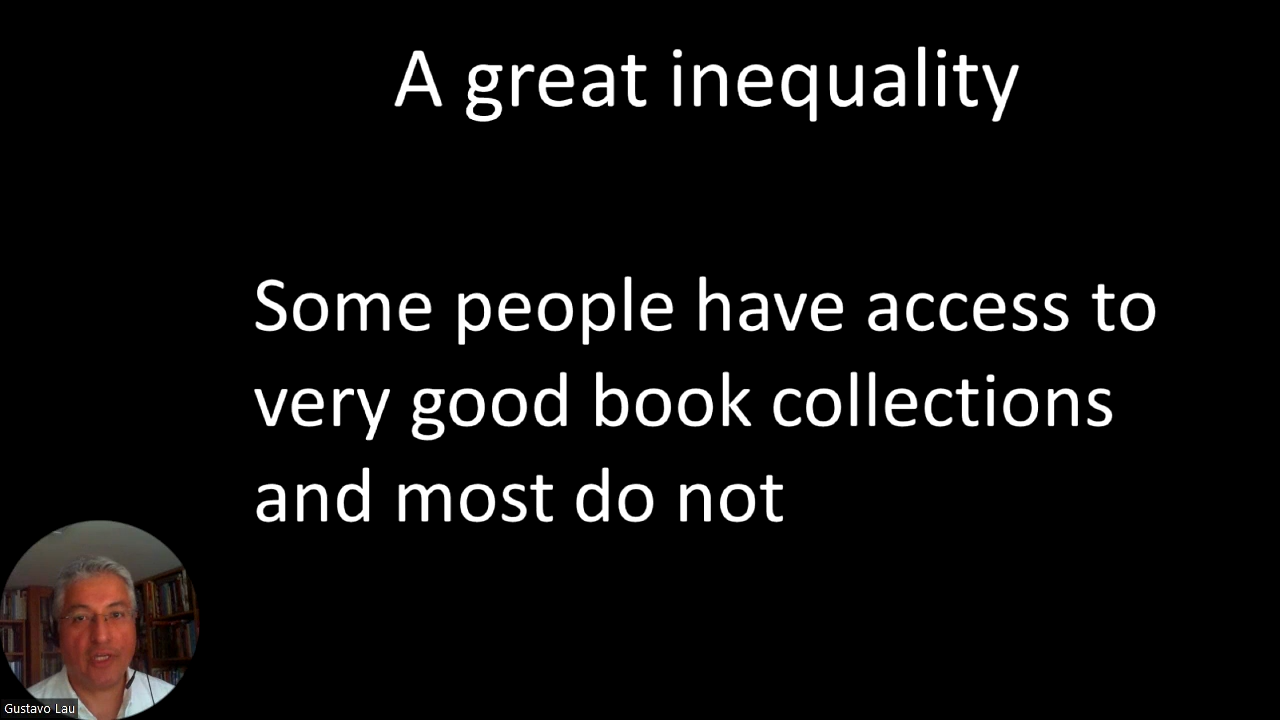 A great inequality
Some people have access to
very good book collections
and most do not
Gustavo Lau